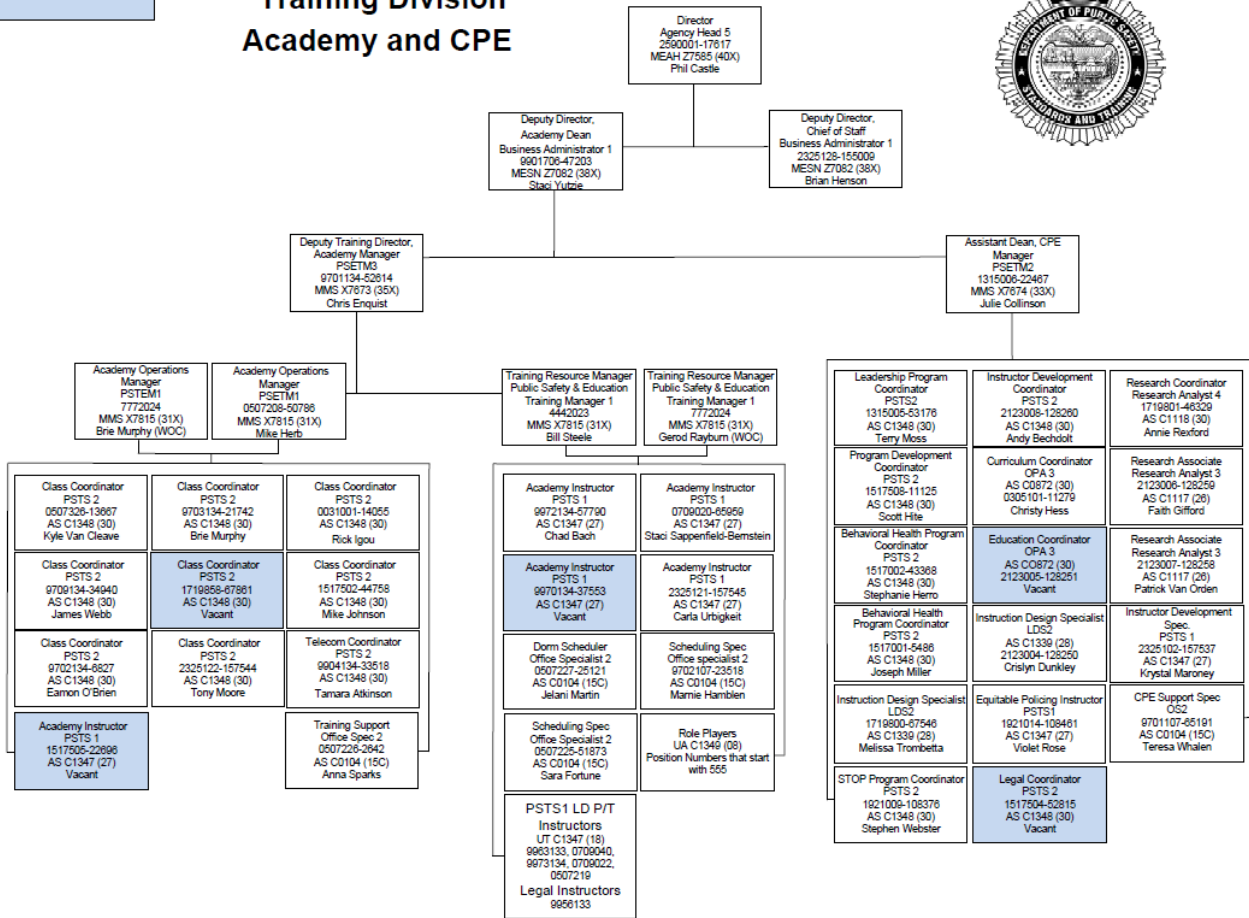 Training Division
Academy and CPE
Director
Agency Head 5
2590001-17617
MEAH Z7585 (40X)
Phil Castle
DEPARTMENT OF PUBLIC SAFETY
STANDARDS AND TRAINING
Deputy Director,
Academy Dean
Business Administrator 1
9901706-47203
MESN Z7082 (38X)
Staci Yutzie
Deputy Director,
Chief of Staff
Business Administrator 1
2325128-155009
MESN Z7082 (38X)
Brian Henson
Deputy Training Director,
Academy Manager
PSETM3
9701134-52614
MMS X7673 (35X)
Chris Enquist
Assistant Dean, CPE
Manager
PSETM2
1315006-22467
MMS X7674 (33X)
Julie Collinson
Academy Operations
Manager
PSTEM1
7772024
MMS X7815 (31X)
Brie Murphy (WOC)
Academy Operations
Manager
PSETM1
0507208-50786
MMS X7815 (31X)
Mike Herb
Training Resource Manager
Public Safety & Education
Training Manager 1
4442023
MMS X7815 (31X)
Bill Steele
Training Resource Manager
Public Safety & Education
Training Manager 1
7772024
MMS X7815 (31X)
Gerod Rayburn (WOC)
Class Coordinator
PSTS 2
0507326-13667
AS C1348 (30)
Kyle Van Cleave
Class Coordinator
PSTS 2
9703134-21742
AS C1348 (30)
Brie Murphy
Class Coordinator
PSTS 2
0031001-14055
AS C1348 (30)
Rick Igou
Class Coordinator
PSTS 2
9709134-34940
AS C1348 (30)
James Webb
Class Coordinator
PSTS 2
1719858-67861
AS C1348 (30)
Vacant
Class Coordinator
PSTS 2
1517502-44758
AS C1348 (30)
Mike Johnson
Class Coordinator
PSTS 2
9702134-6827
AS C1348 (30)
Eamon O'Brien
Class Coordinator
PSTS 2
2325122-157544
AS C1348 (30)
Tony Moore
Telecom Coordinator
PSTS 2
9904134-33518
AS C1348 (30)
Tamara Atkinson
Academy Instructor
PSTS 1
1517505-22696
AS C1347 (27)
Vacant
Training Support
Office Spec 2
0507226-2642
AS C0104 (15C)
Anna Sparks
Academy Instructor
PSTS 1
9972134-57790
AS C1347 (27)
Chad Bach
Academy Instructor
PSTS 1
0709020-65959
AS C1347 (27)
Staci Sappenfield-Bernstein
Academy Instructor
PSTS 1
9970134-37553
AS C1347 (27)
Vacant
Academy Instructor
PSTS 1
2325121-157545
AS C1347 (27)
Carla Urbigkeit
Dorm Scheduler
Office Specialist 2
0507227-25121
AS C0104 (15C)
Jelani Martin
Scheduling Spec
Office specialist 2
9702107-23518
AS C0104 (15C)
Marnie Hamblen
Scheduling Spec
Office Specialist 2
0507225-51873
AS C0104 (15C)
Sara Fortune
Role Players
UA C1349 (08)
Position Numbers that start
with 555
PSTS1 LD P/T
Instructors
UT C1347 (18)
9963133, 0709040,
9973134, 0709022,
0507219
Legal Instructors
9956133
Leadership Program
Coordinator
PSTS2
1315005-53176
AS C1348 (30)
Terry Moss
Instructor Development
Coordinator
PSTS 2
2123008-128260
AS C1348 (30)
Andy Bechdolt
Research Coordinator
Research Analyst 4
1719801-46329
AS C1118 (30)
Annie Rexford
Program Development
Coordinator
PSTS 2
1517508-11125
AS C1348 (30)
Scott Hite
Curriculum Coordinator
OPA 3
AS C0872 (30)
0305101-11279
Christy Hess
Research Associate
Research Analyst 3
2123006-128259
AS C1117 (26)
Faith Gifford
Behavioral Health Program
Coordinator
PSTS 2
1517002-43368
AS C1348 (30)
Stephanie Herro
Education Coordinator
OPA 3
AS CO872 (30)
2123005-128251
Vacant
Research Associate
Research Analyst 3
2123007-128258
AS C1117 (26)
Patrick Van Orden
Behavioral Health
Program Coordinator
PSTS 2
1517001-5486
AS C1348 (30)
Joseph Miller
Instruction Design Specialist
LDS2
AS C1339 (28)
2123004-128250
Crislyn Dunkley
Instructor Development
Spec.
PSTS 1
2325102-157537
AS C1347 (27)
Krystal Maroney
Instruction Design Specialist
LDS2
1719800-67546
AS C1339 (28)
Melissa Trombetta
Equitable Policing Instructor
PSTS1
1921014-108461
AS C1347 (27)
Violet Rose
CPE Support Spec
OS2
9701107-65191
AS C0104 (15C)
Teresa Whalen
STOP Program Coordinator
PSTS 2
1921009-108376
AS C1348 (30)
Stephen Webster
Legal Coordinator
PSTS 2
1517504-52815
AS C1348 (30)
Vacant